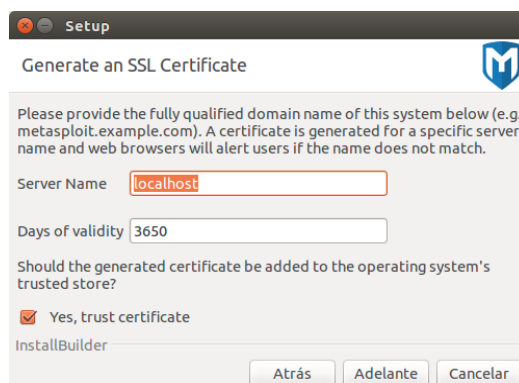 Setup
Generate an SSL Certificate
Please provide the fully qualified domain name of this system below (e.g.
metasploit.example.com). A certificate is generated for a specific server
name and web browsers will alert users if the name does not match.
Server Name localhost
Days of validity 3650
Should the generated certificate be added to the operating system's
trusted store?
Yes, trust certificate
InstallBuilder
Atrás Adelante Cancelar